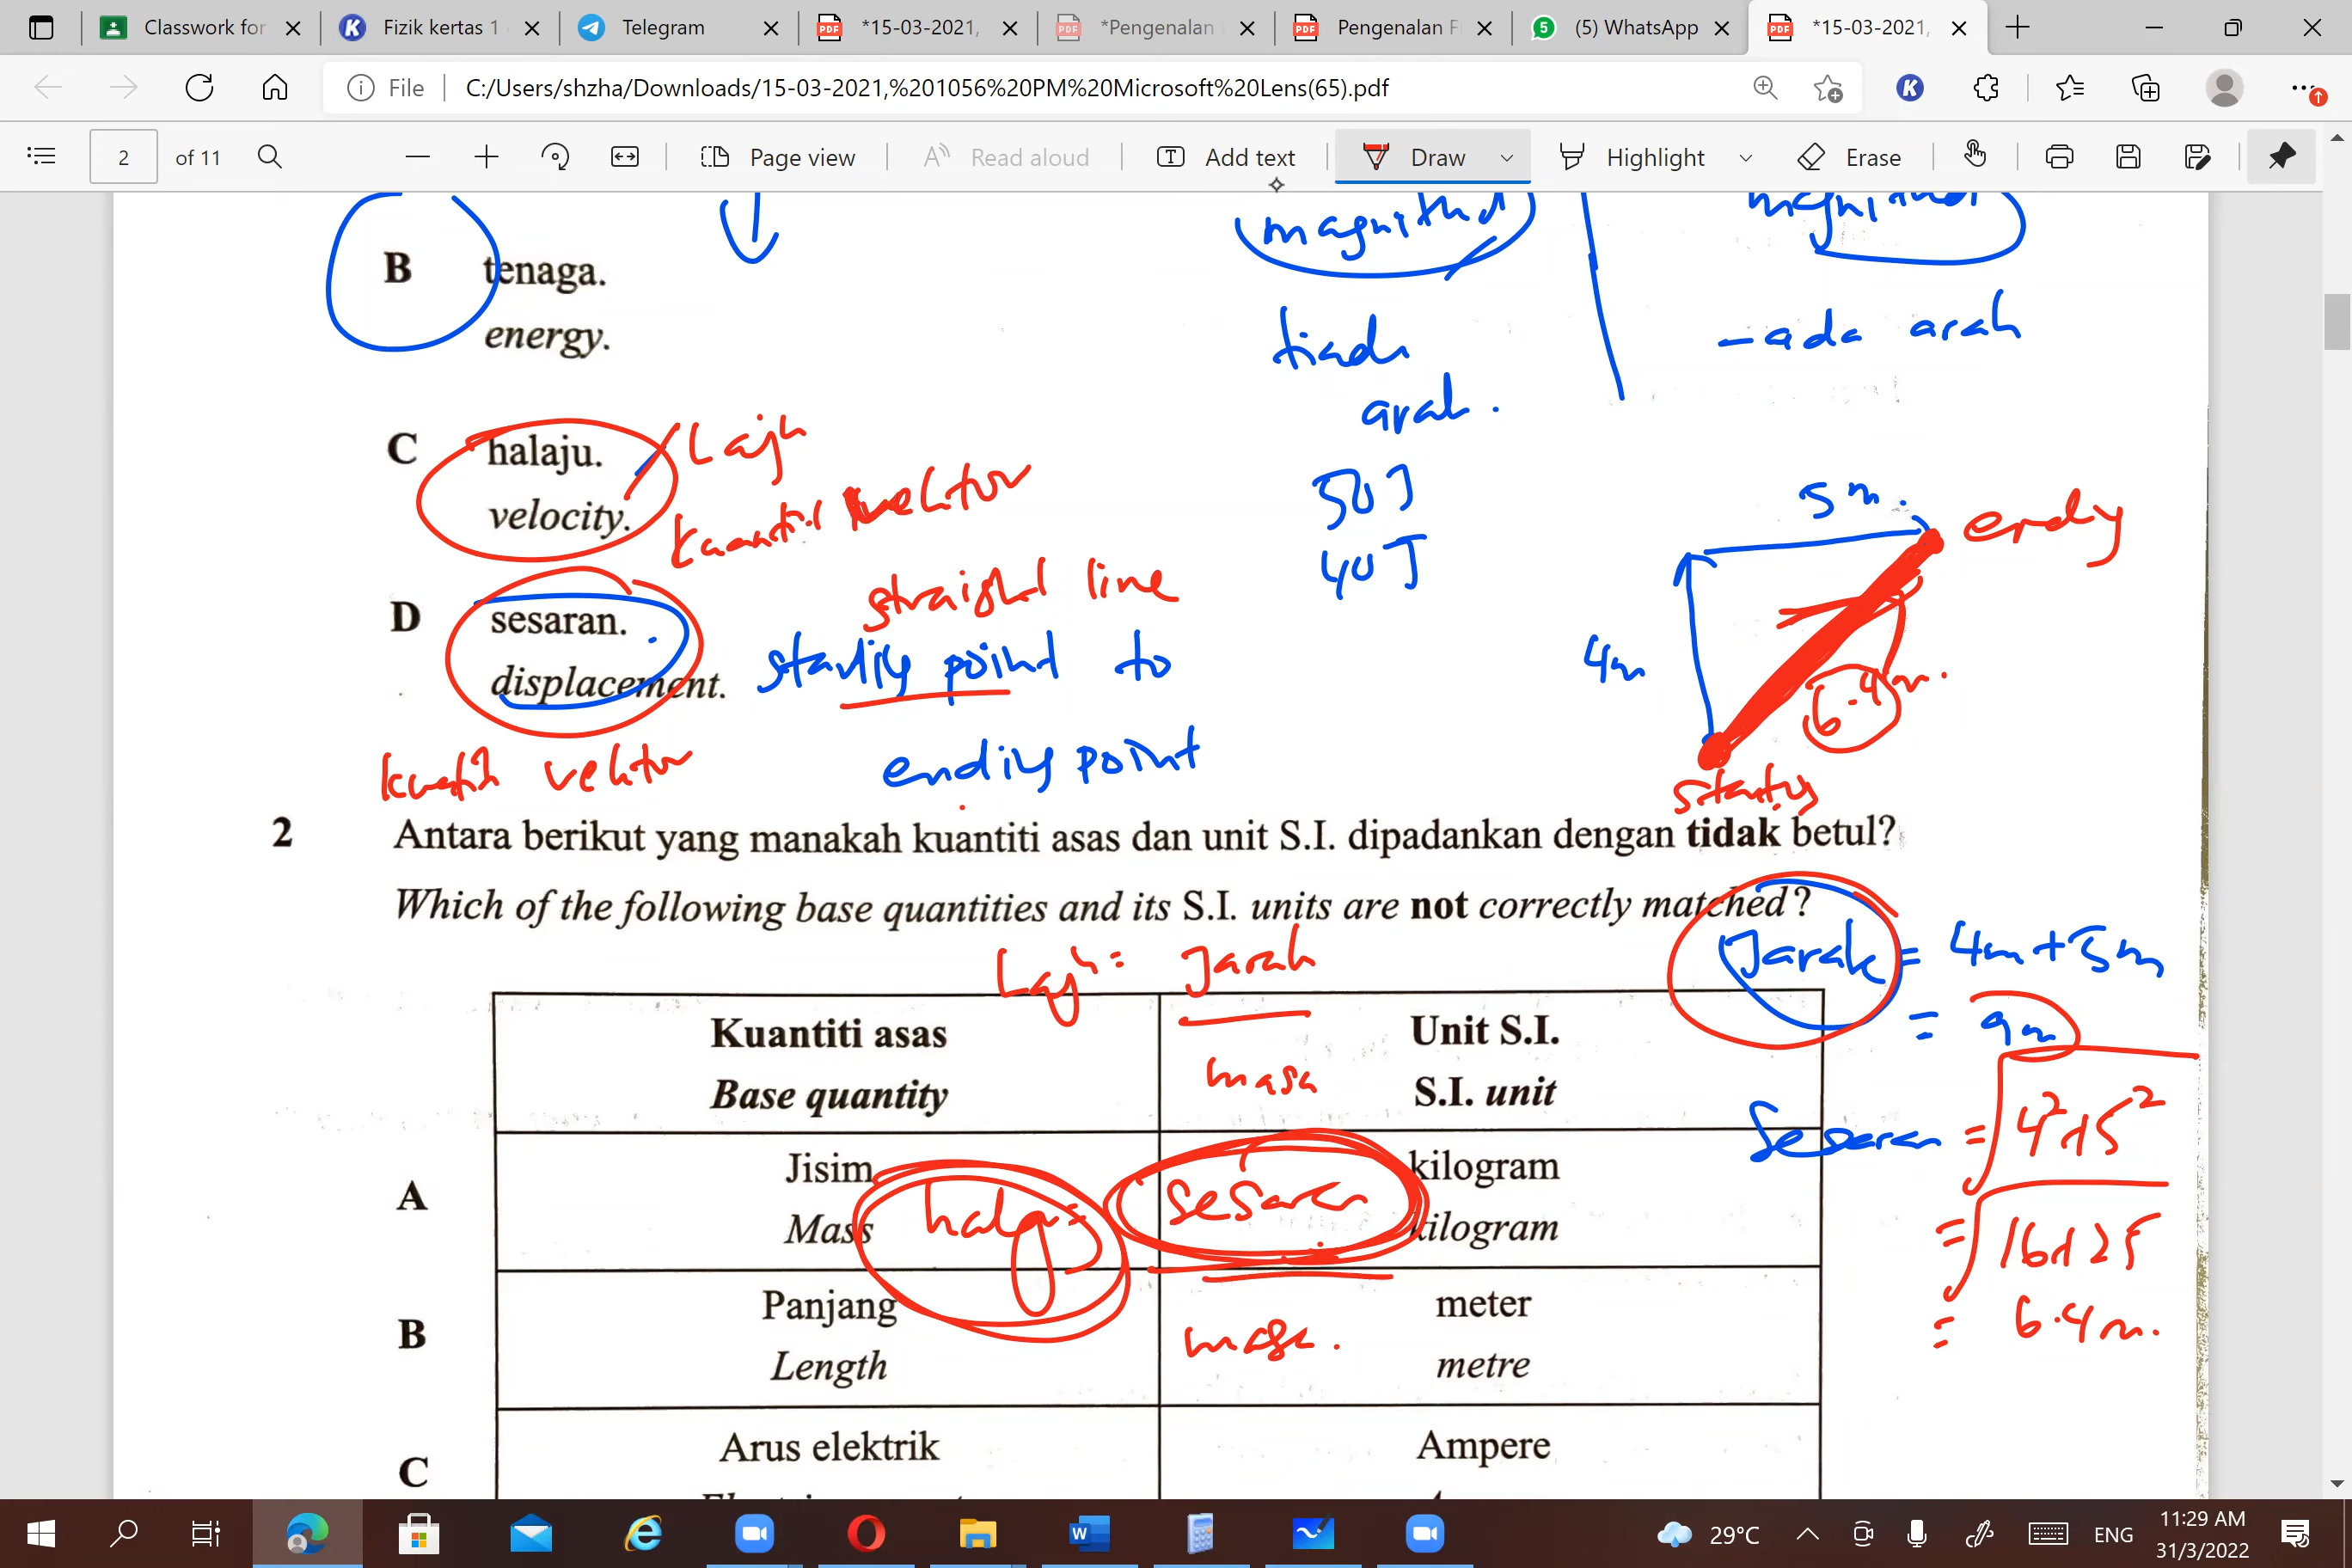 Classwork for
Fizik kertas 1
Telegram
*15-03-2021,
*Pengenalan
Pengenalan F
(5) WhatsApp
*15-03-2021,
File
C:/Users/shzha/Downloads/15-03-2021,%201056%20PM%20Microsoft%20Lens(65).pdf
2 of 11
Page view
Read aloud
Add text
Draw
Highlight
Erase
magnitud
magnitud
B tenaga.
energy.
tiada
arah.
- ada arah
C halaju.
velocity.
Laju
kuantiti vektor
50 J
40 J
5 m.
ending
4m
6.4m.
starting
D sesaran.
displacement.
straight line
starting point to
ending point
kuantiti vektor
2 Antara berikut yang manakah kuantiti asas dan unit S.I. dipadankan dengan tidak betul?
Which of the following base quantities and its S.I. units are not correctly matched?
Laju = Jarak
masa
Jarak = 4m + 5m
= 9m
Kuantiti asas Unit S.I.
Base quantity S.I. unit
Sesaran = √4²+5²
= √16+25
= 6.4 m.
A Jisim kilogram
Mass kilogram
halaju = sesaran
masa.
B Panjang meter
Length metre
C Arus elektrik Ampere
29°C
ENG
11:29 AM
31/3/2022